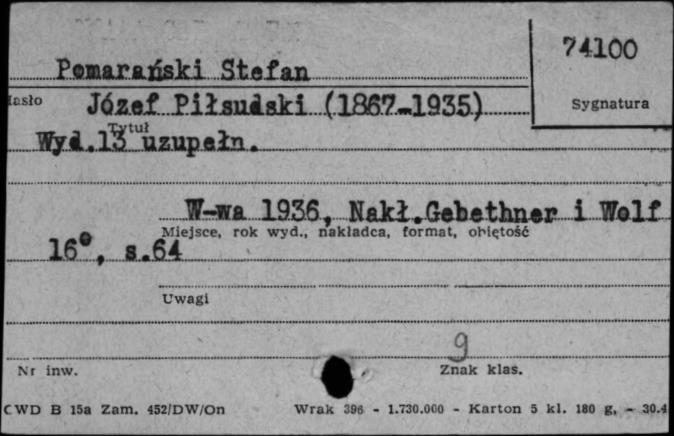 74100
Pomarański Stefan
Hasło Józef Piłsudski (1867-1935)
Sygnatura
Tytuł
Wyd.13 uzupełn.
W-wa 1936, Nakł.Gebethner i Wolf
Miejsce, rok wyd., nakładca, format, objętość
16°, s.64
Uwagi
9
Nr inw.
Znak klas.
CWD B 15a Zam. 452/DW/On Wrak 396 - 1.730.000 - Karton 5 kl. 180 g, - 30.4